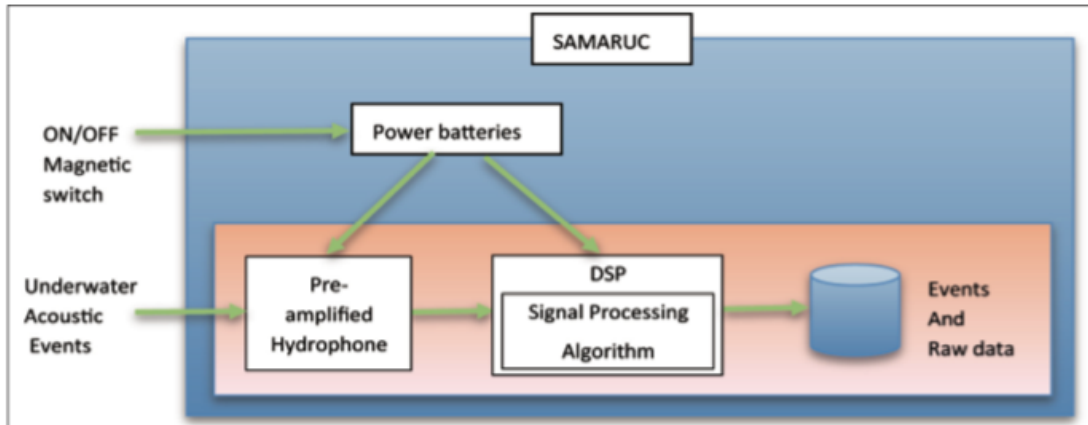 SAMARUC
ON/OFF
Magnetic
switch
Power batteries
Underwater
Acoustic
Events
Pre-
amplified
Hydrophone
DSP
Signal Processing
Algorithm
Events
And
Raw data